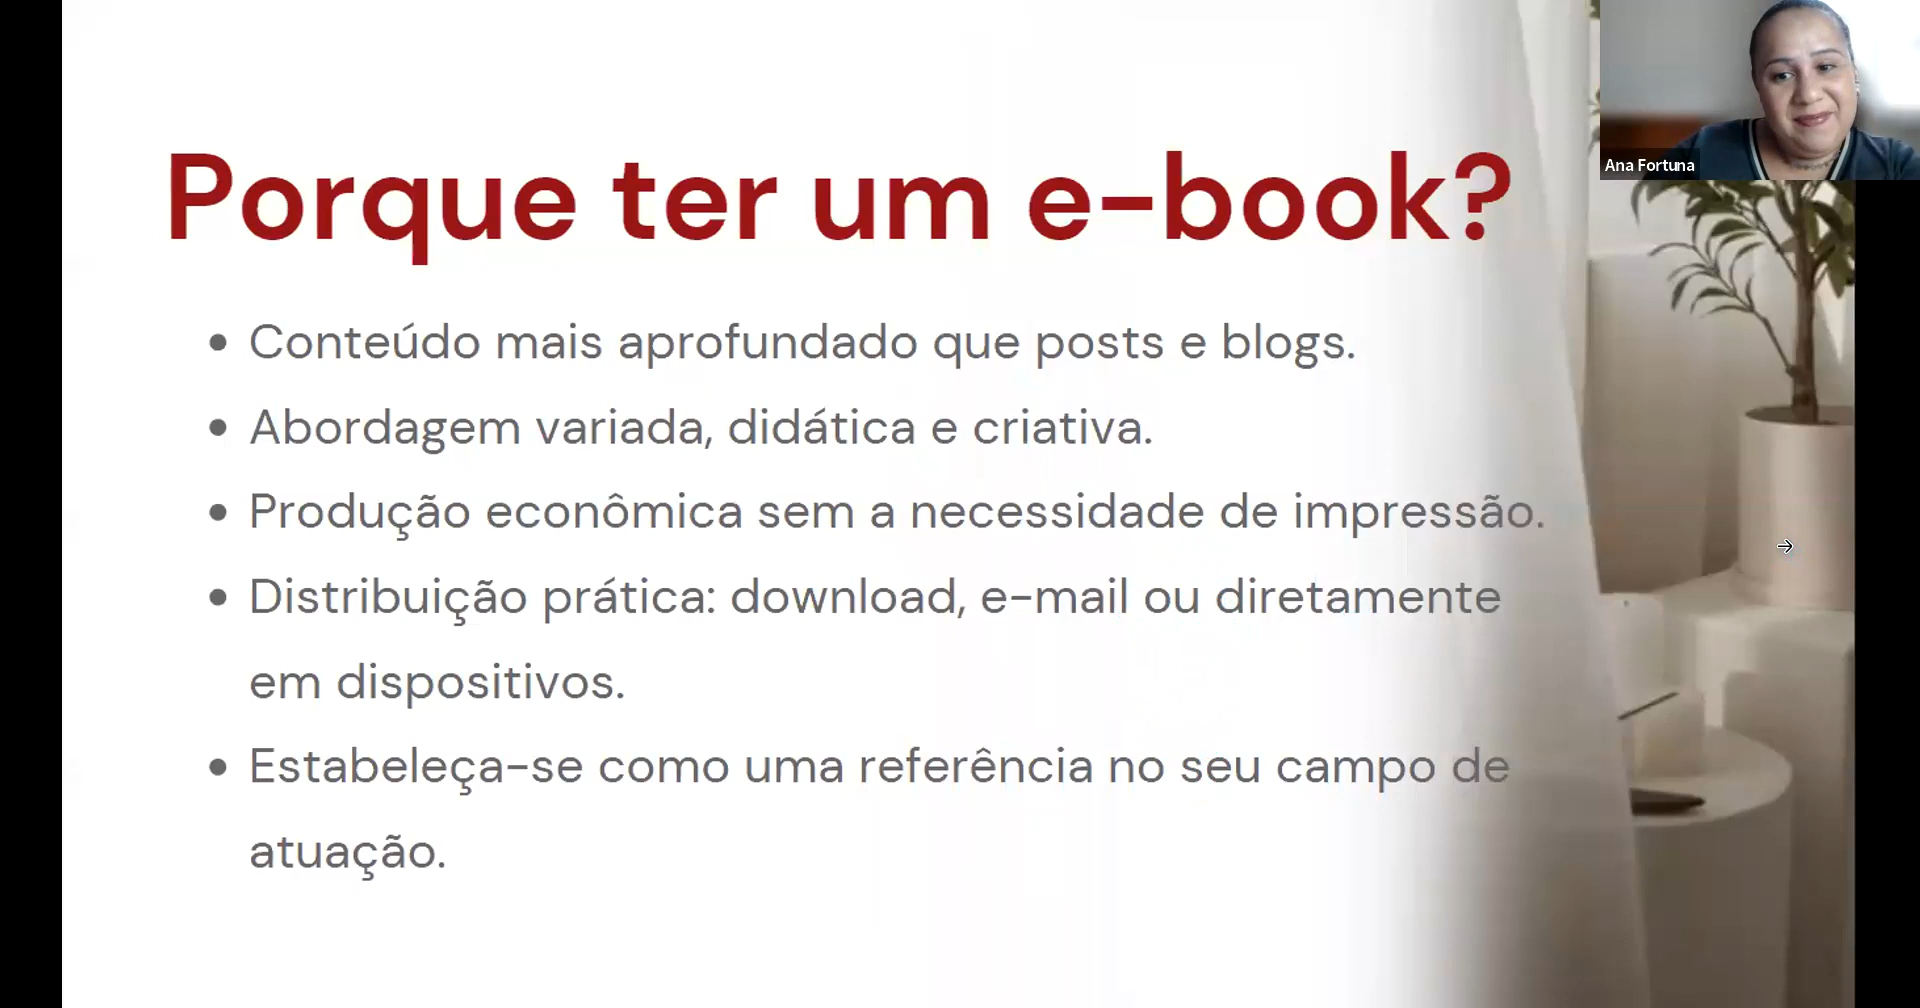 Ana Fortuna
Porque ter um e-book?
• Conteúdo mais aprofundado que posts e blogs.
• Abordagem variada, didática e criativa.
• Produção econômica sem a necessidade de impressão.
• Distribuição prática: download, e-mail ou diretamente
em dispositivos.
• Estabeleça-se como uma referência no seu campo de
atuação.